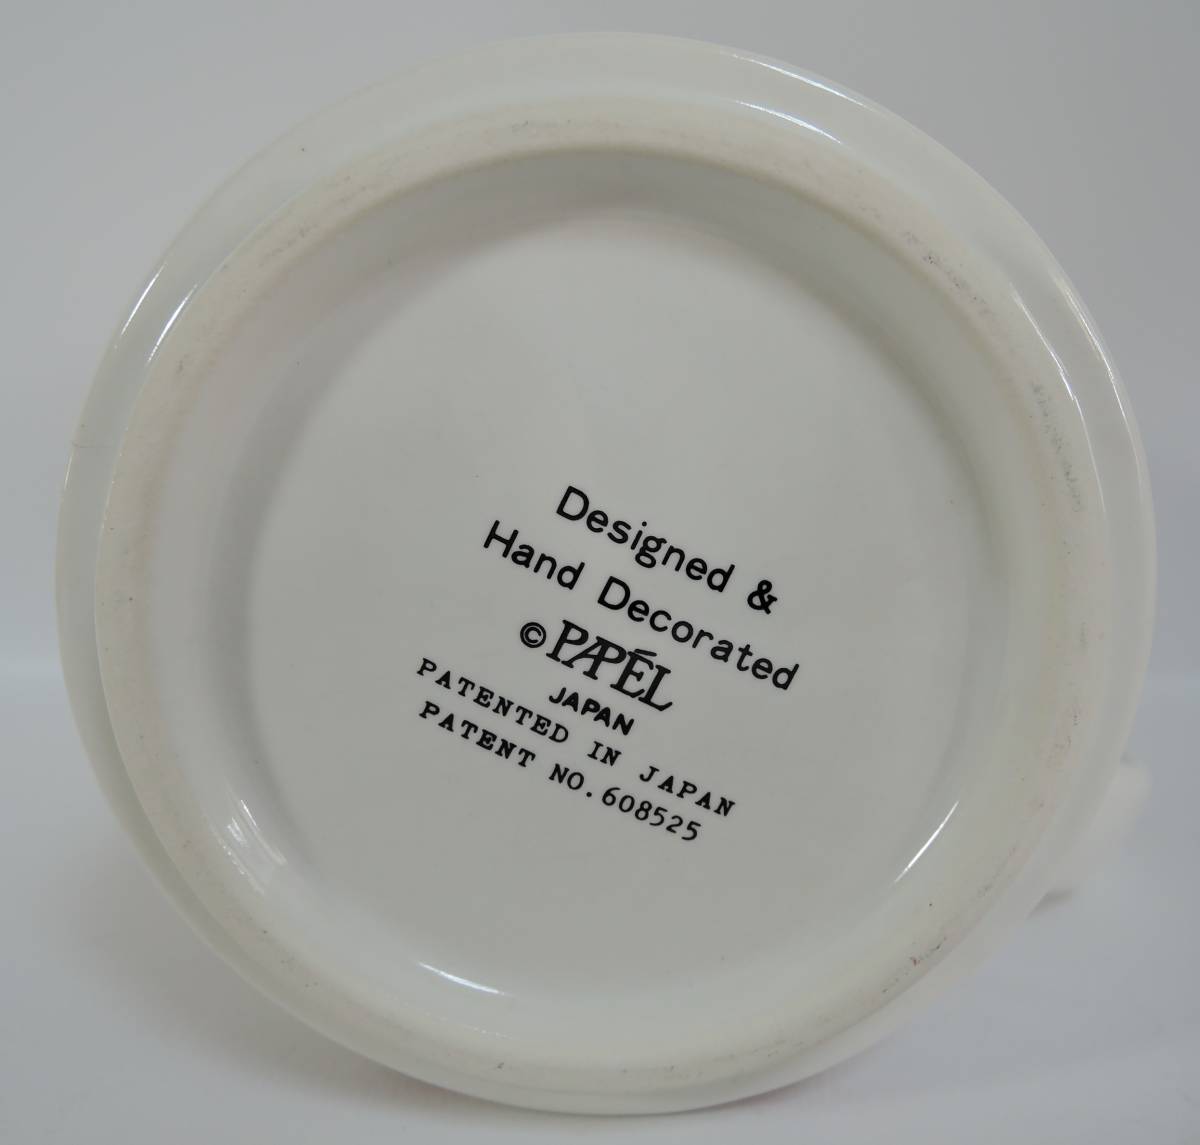 Designed &
Hand Decorated
© PAPÉL
JAPAN
PATENTED IN JAPAN
PATENT NO.608525